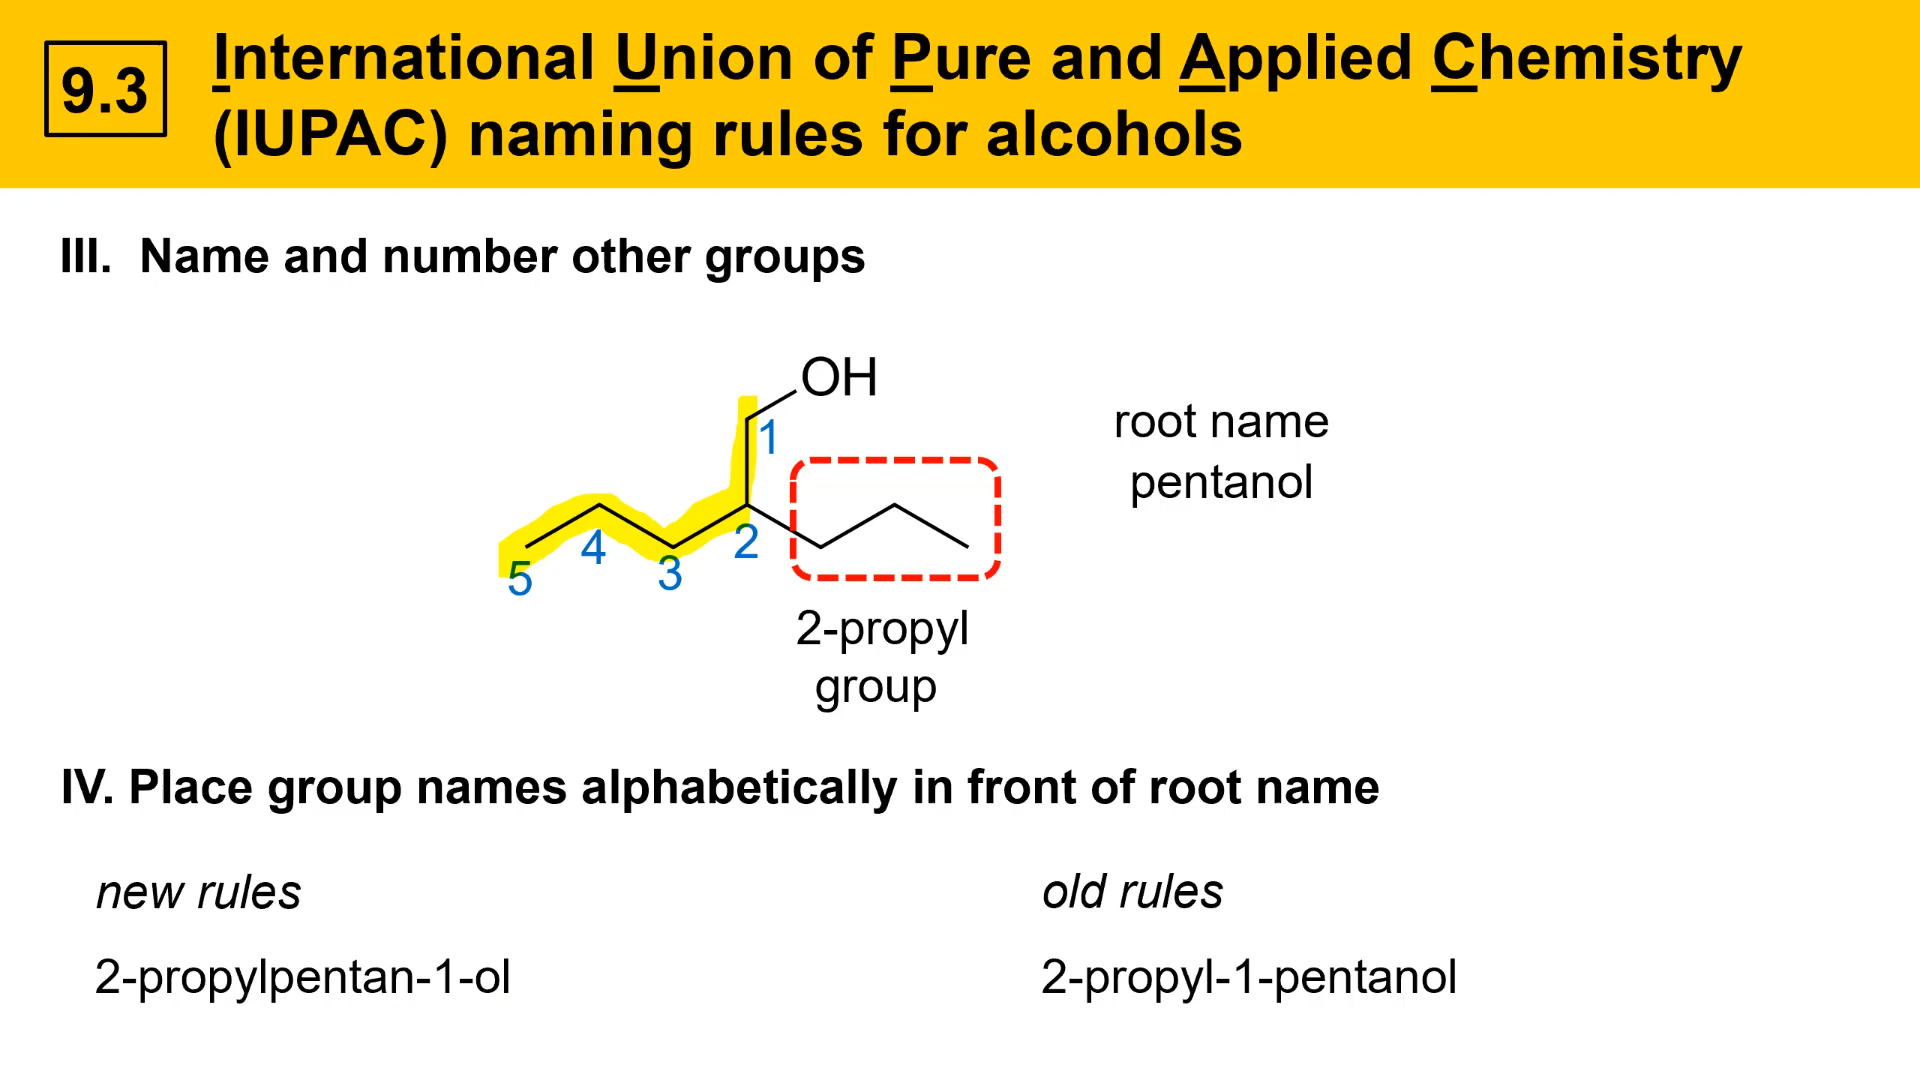 9.3
International Union of Pure and Applied Chemistry
(IUPAC) naming rules for alcohols
III. Name and number other groups
OH
1
root name
pentanol
2
4
3
5
2-propyl
group
IV. Place group names alphabetically in front of root name
new rules
old rules
2-propylpentan-1-ol
2-propyl-1-pentanol